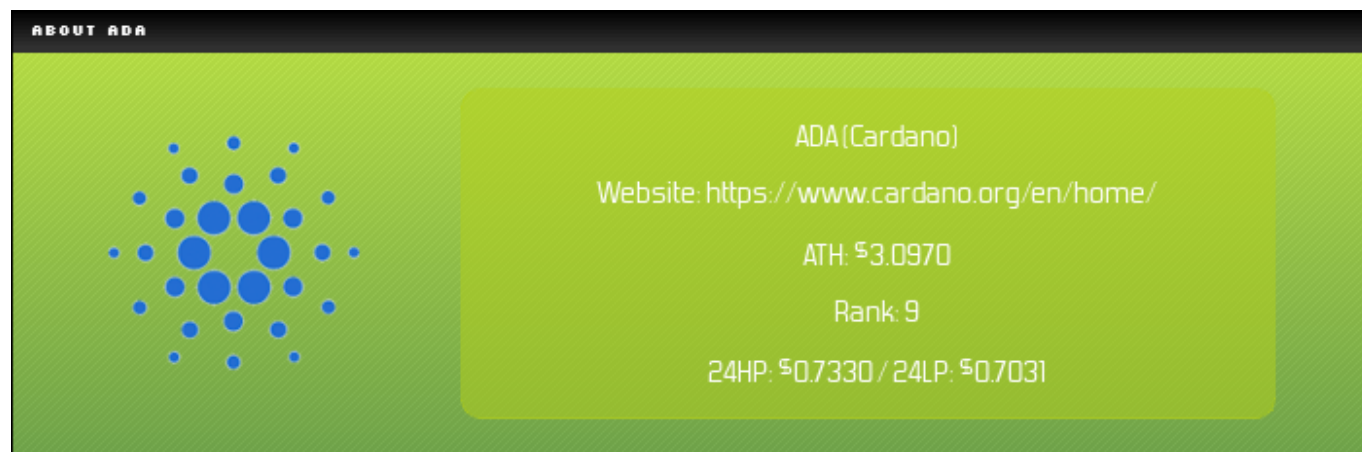 ABOUT ADA
ADA (Cardano)
Website: https://www.cardano.org/en/home/
ATH: $3.0970
Rank: 9
24HP: $0.7330 / 24LP: $0.7031